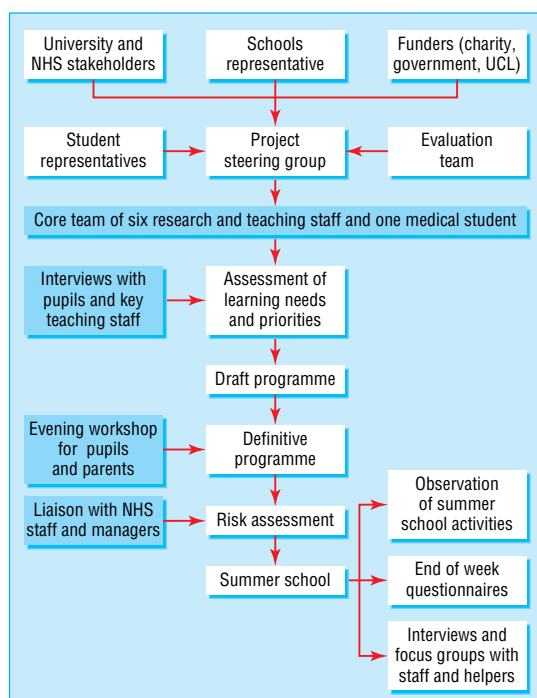 University and
NHS stakeholders
Schools
representative
Funders (charity,
government, UCL)
Student
representatives
Project
steering group
Evaluation
team
Core team of six research and teaching staff and one medical student
Interviews with
pupils and key
teaching staff
Assessment of
learning needs
and priorities
Draft programme
Evening workshop
for pupils
and parents
Definitive
programme
Liaison with NHS
staff and managers
Risk assessment
Summer school
Observation
of summer
school activities
End of week
questionnaires
Interviews and
focus groups with
staff and helpers